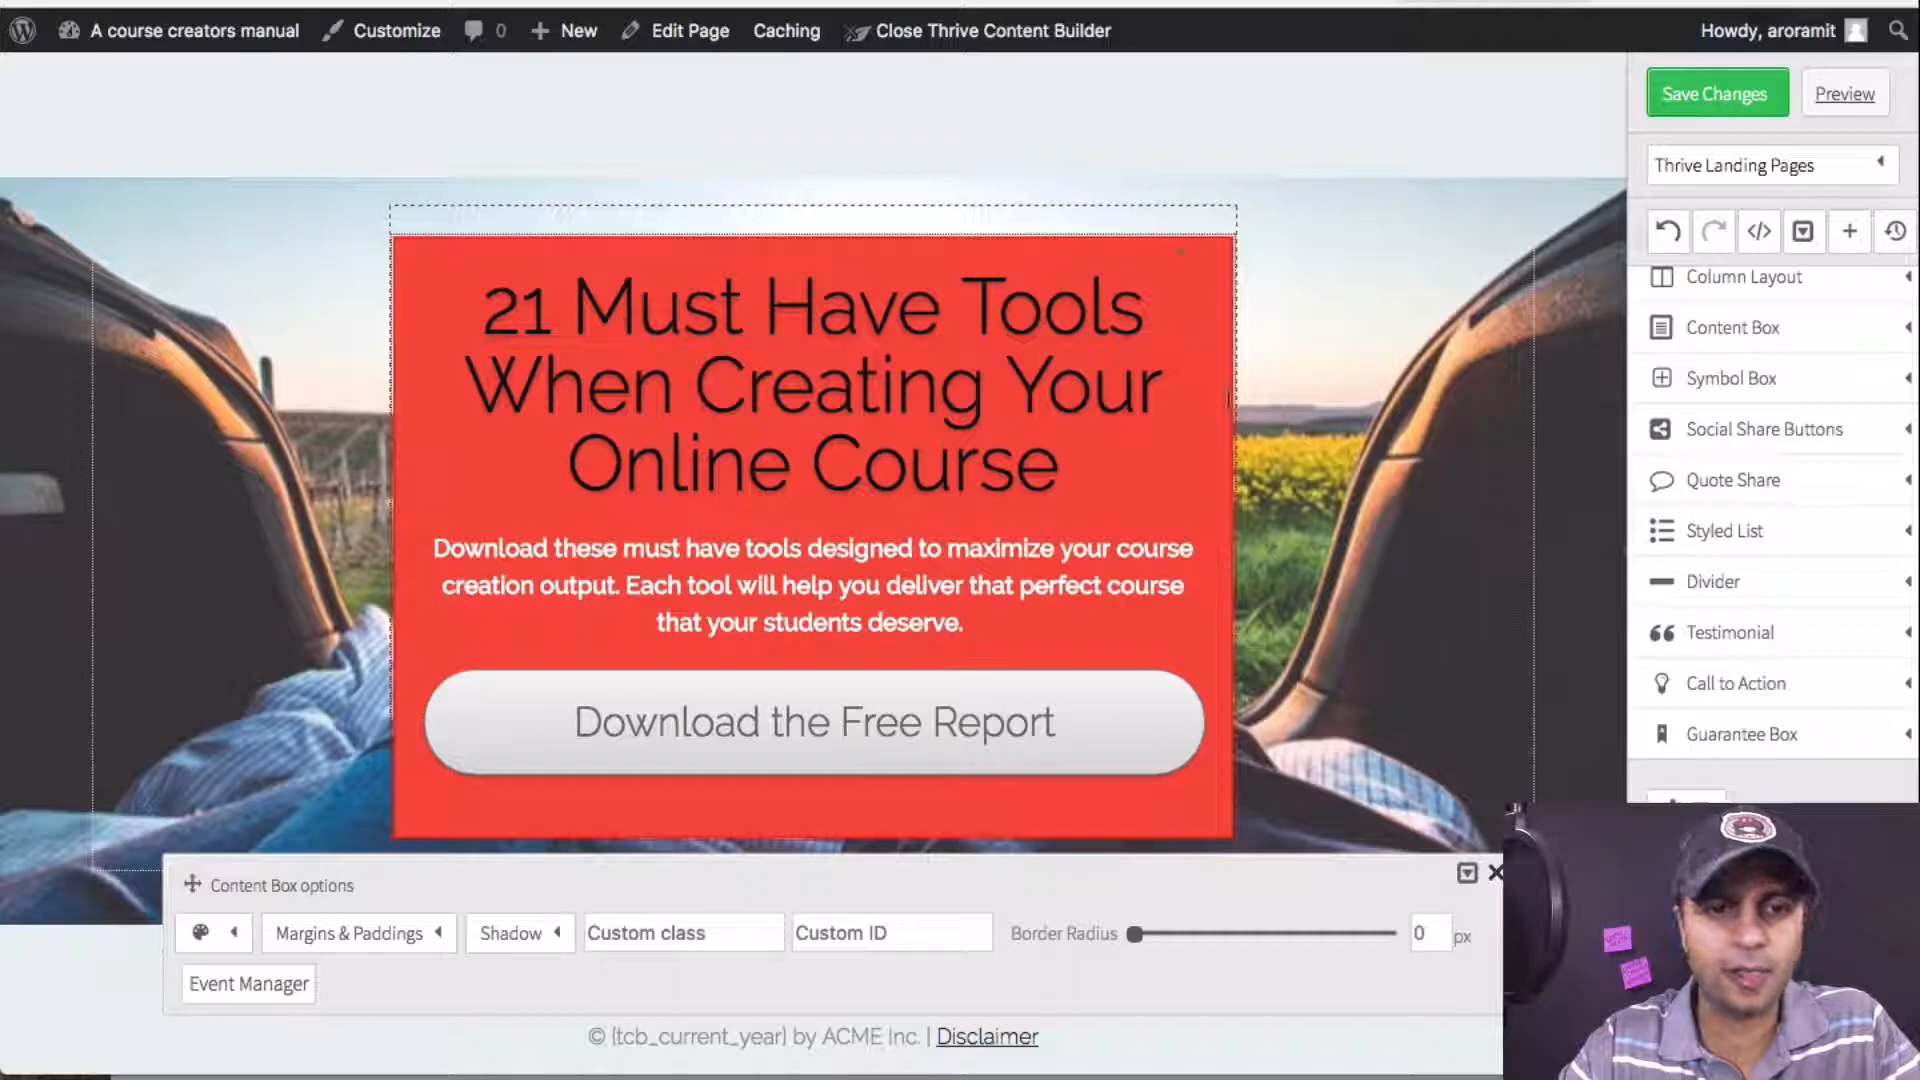 A course creators manual Customize 0 New Edit Page Caching Close Thrive Content Builder Howdy, aroramit
Save Changes Preview
Thrive Landing Pages
21 Must Have Tools
When Creating Your
Online Course
Download these must have tools designed to maximize your course
creation output. Each tool will help you deliver that perfect course
that your students deserve.
Download the Free Report
Column Layout
Content Box
Symbol Box
Social Share Buttons
Quote Share
Styled List
Divider
Testimonial
Call to Action
Guarantee Box
Content Box options
Margins & Paddings Shadow Custom class Custom ID Border Radius 0 px
Event Manager
© {tcb_current_year} by ACME Inc. | Disclaimer